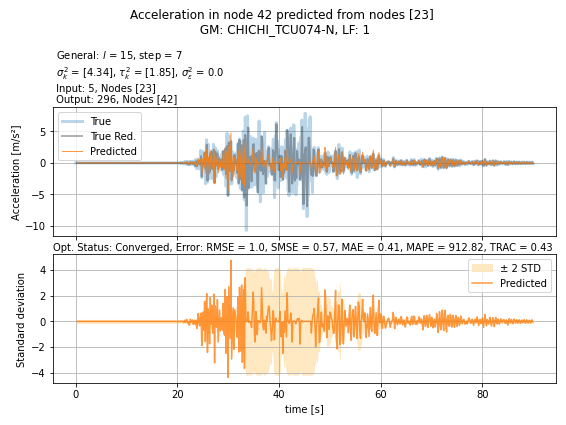 Acceleration in node 42 predicted from nodes [23]
GM: CHICHI_TCU074-N, LF: 1
General: l = 15, step = 7
σ²ₖ = [4.34], τ²ₖ = [1.85], σ²ε = 0.0
Input: 5, Nodes [23]
Output: 296, Nodes [42]
Acceleration [m/s²]
5
0
−5
−10
True
True Red.
Predicted
Opt. Status: Converged, Error: RMSE = 1.0, SMSE = 0.57, MAE = 0.41, MAPE = 912.82, TRAC = 0.43
Standard deviation
4
2
0
−2
−4
± 2 STD
Predicted
0 20 40 60 80
time [s]